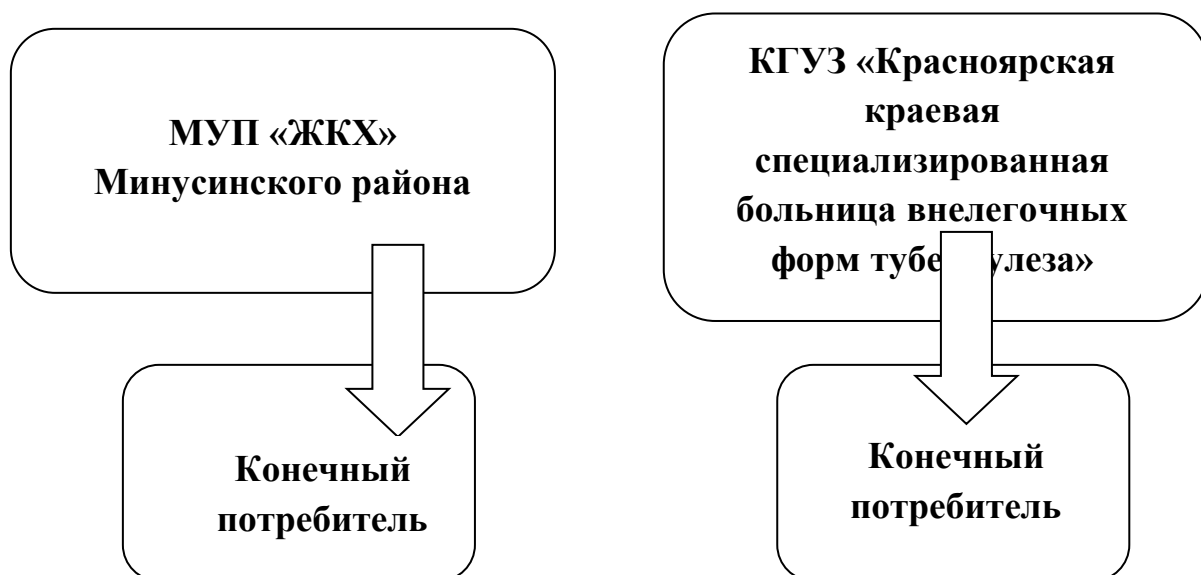 МУП «ЖКХ»
Минусинского района
КГУЗ «Красноярская
краевая
специализированная
больница внелегочных
форм
Конечный
потребитель
Конечный
потребитель